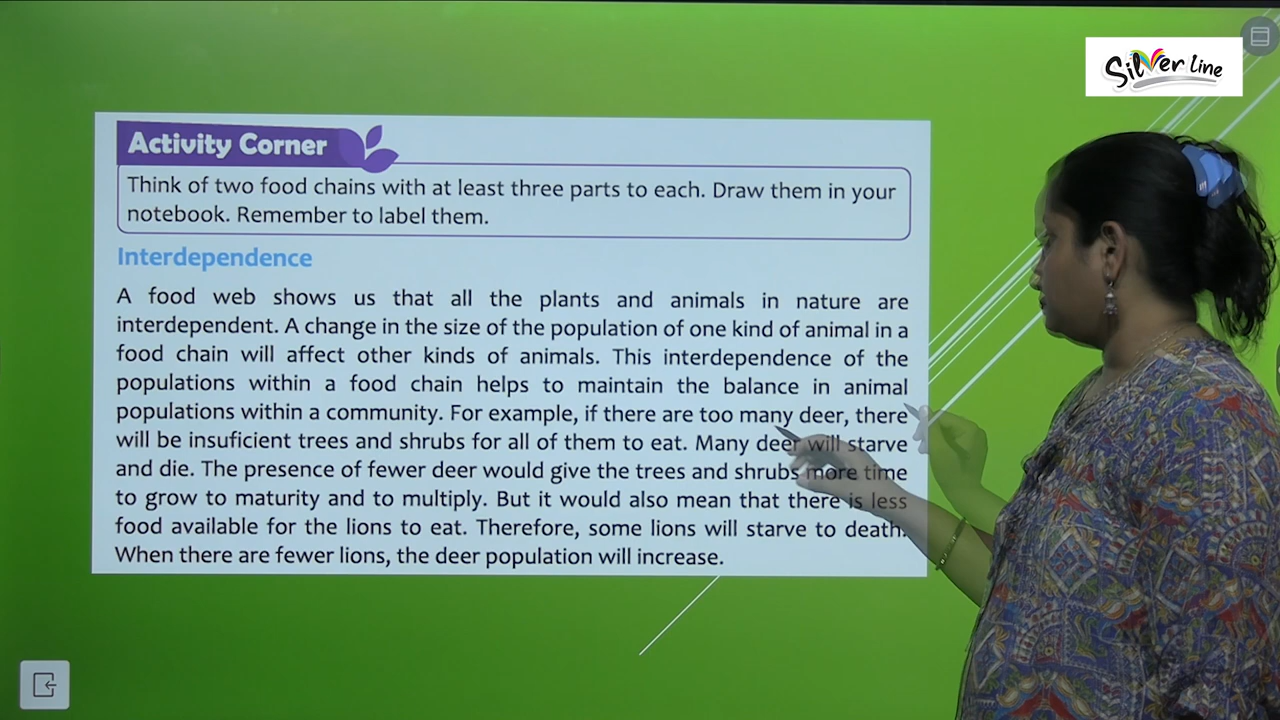 Silver line
Activity Corner
Think of two food chains with at least three parts to each. Draw them in your
notebook. Remember to label them.
Interdependence
A food web shows us that all the plants and animals in nature are
interdependent. A change in the size of the population of one kind of animal in a
food chain will affect other kinds of animals. This interdependence of the
populations within a food chain helps to maintain the balance in animal
populations within a community. For example, if there are too many deer, there
will be insuficient trees and shrubs for all of them to eat. Many deer will starve
and die. The presence of fewer deer would give the trees and shrubs more time
to grow to maturity and to multiply. But it would also mean that there is less
food available for the lions to eat. Therefore, some lions will starve to death.
When there are fewer lions, the deer population will increase.